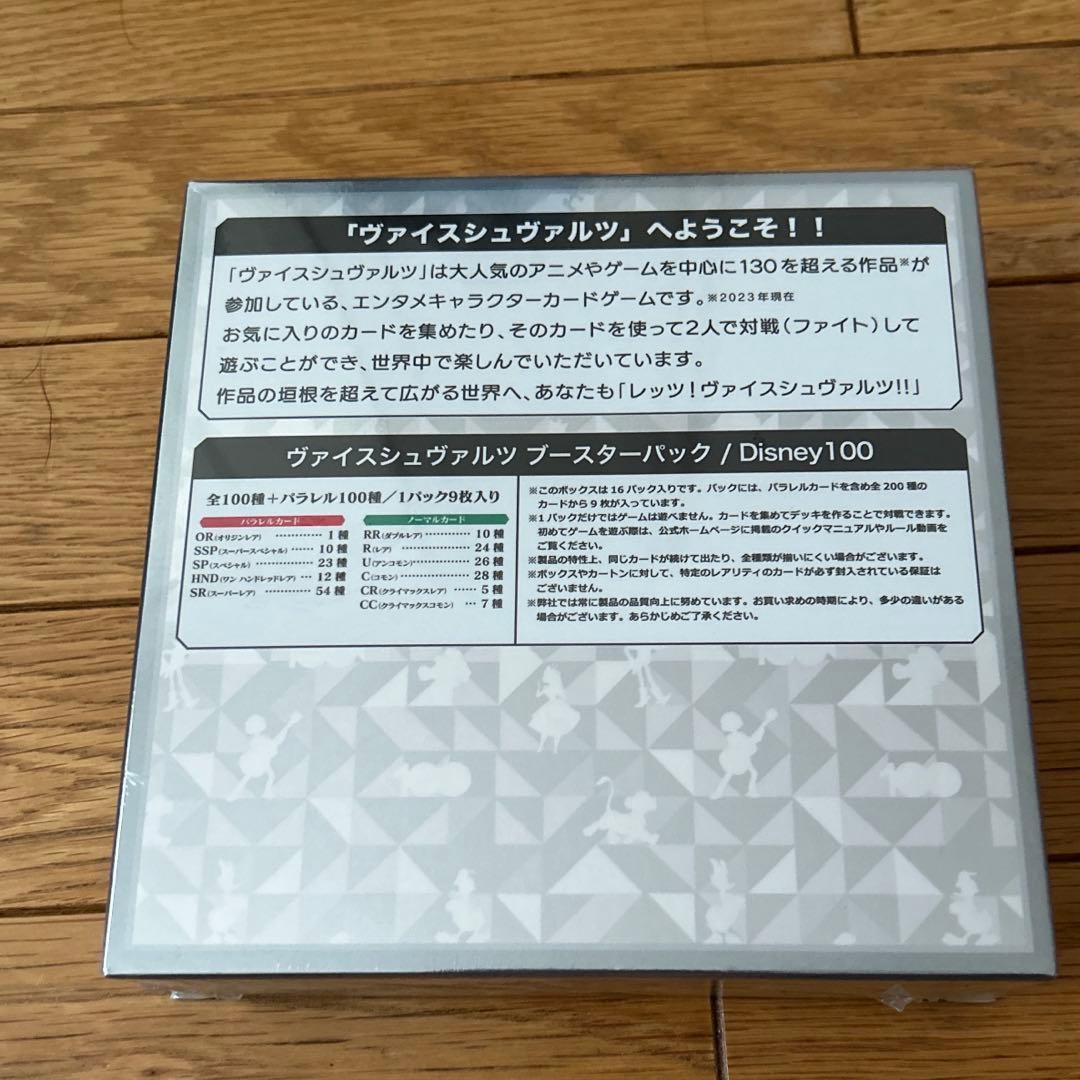 「ヴァイスシュヴァルツ」へようこそ！！
「ヴァイスシュヴァルツ」は大人気のアニメやゲームを中心に130を超える作品※が
参加している、エンタメキャラクターカードゲームです。※2023年現在
お気に入りのカードを集めたり、そのカードを使って2人で対戦（ファイト）して
遊ぶことができ、世界中で楽しんでいただいています。
作品の垣根を超えて広がる世界へ、あなたも「レッツ！ヴァイスシュヴァルツ!!」
ヴァイスシュヴァルツ ブースターパック / Disney100
全100種＋パラレル100種／1パック9枚入り
パラレルカード
OR(オリジンレア) ………… 1種
SSP(スーパースペシャル) …… 10種
SP(スペシャル) ………… 23種
HND(ワン ハンドレッドレア) … 12種
SR(スーパーレア) ………… 54種
ノーマルカード
RR(ダブルレア) ………… 10種
R(レア) ………… 24種
U(アンコモン) ………… 26種
C(コモン) ………… 28種
CR(クライマックスレア) …… 5種
CC(クライマックスコモン) … 7種
※このボックスは16パック入りです。パックには、パラレルカードを含め全200種の
カードから9枚が入っています。
※1パックだけではゲームは遊べません。カードを集めてデッキを作ることで対戦できます。
初めてゲームを遊ぶ際は、公式ホームページに掲載のクイックマニュアルやルール動画を
ご覧ください。
※製品の特性上、同じカードが続けて出たり、全種類が揃いにくい場合がございます。
※ボックスやカートンに対して、特定のレアリティのカードが必ず封入されている保証は
ございません。
※弊社では常に製品の品質向上に努めています。お買い求めの時期により、多少の違いがある
場合がございます。あらかじめご了承ください。